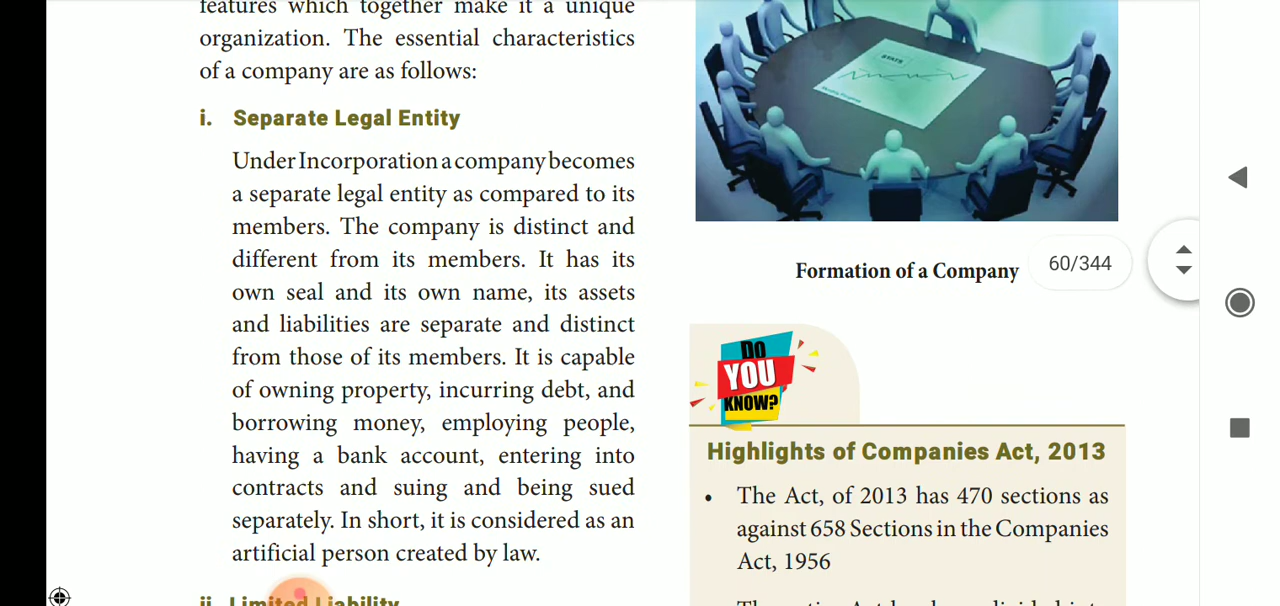 features which together make it a unique
organization. The essential characteristics
of a company are as follows:
i. Separate Legal Entity
Under Incorporation a company becomes
a separate legal entity as compared to its
members. The company is distinct and
different from its members. It has its
own seal and its own name, its assets
and liabilities are separate and distinct
from those of its members. It is capable
of owning property, incurring debt, and
borrowing money, employing people,
having a bank account, entering into
contracts and suing and being sued
separately. In short, it is considered as an
artificial person created by law.
ii. Limited Liability
STATS
Formation of a Company
60/344
DO
YOU
KNOW?
Highlights of Companies Act, 2013
• The Act, of 2013 has 470 sections as
against 658 Sections in the Companies
Act, 1956